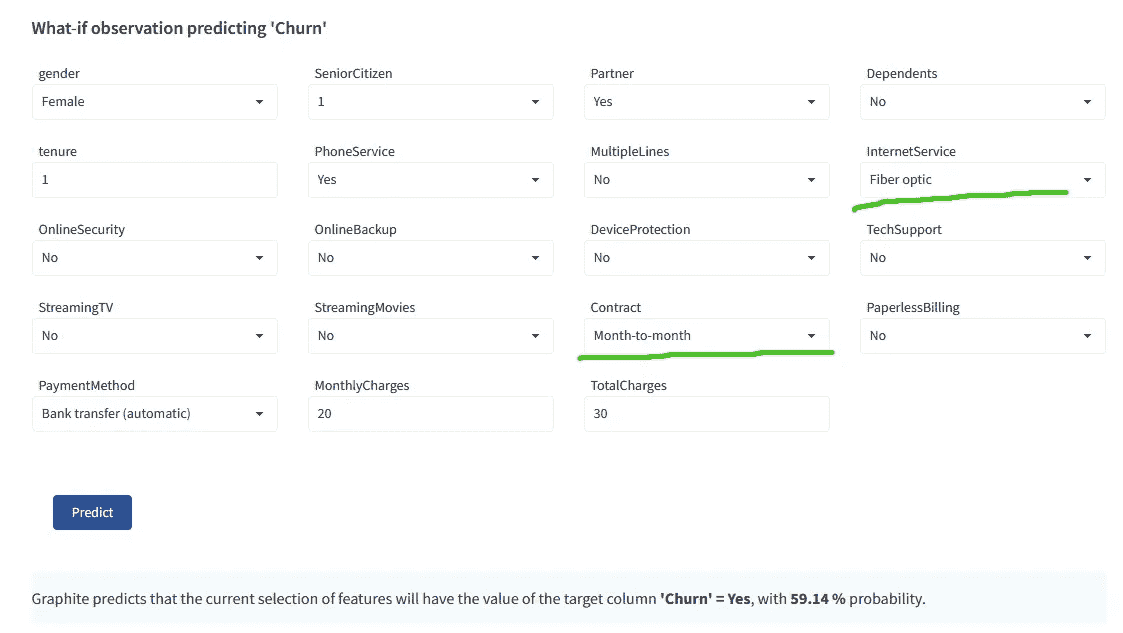 What-if observation predicting 'Churn'
gender SeniorCitizen Partner Dependents
Female 1 Yes No
tenure PhoneService MultipleLines InternetService
1 Yes No Fiber optic
OnlineSecurity OnlineBackup DeviceProtection TechSupport
No No No No
StreamingTV StreamingMovies Contract PaperlessBilling
No No Month-to-month No
PaymentMethod MonthlyCharges TotalCharges
Bank transfer (automatic) 20 30
Predict
Graphite predicts that the current selection of features will have the value of the target column 'Churn' = Yes, with 59.14 % probability.